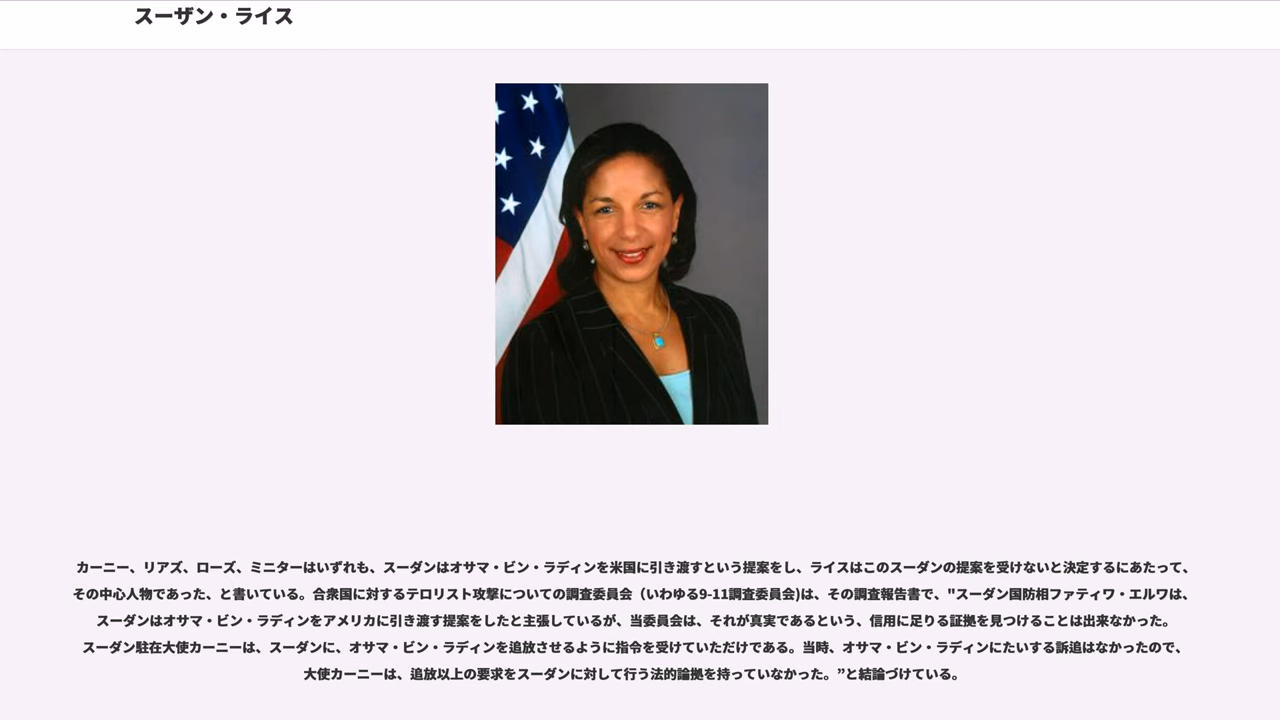 スーザン・ライス
カーニー、リアズ、ローズ、ミニターはいずれも、スーダンはオサマ・ビン・ラディンを米国に引き渡すという提案をし、ライスはこのスーダンの提案を受けないと決定するにあたって、
その中心人物であった、と書いている。合衆国に対するテロリスト攻撃についての調査委員会（いわゆる9-11調査委員会)は、その調査報告書で、"スーダン国防相ファティワ・エルワは、
スーダンはオサマ・ビン・ラディンをアメリカに引き渡す提案をしたと主張しているが、当委員会は、それが真実であるという、信用に足りる証拠を見つけることは出来なかった。
スーダン駐在大使カーニーは、スーダンに、オサマ・ビン・ラディンを追放させるように指令を受けていただけである。当時、オサマ・ビン・ラディンにたいする訴追はなかったので、
大使カーニーは、追放以上の要求をスーダンに対して行う法的論拠を持っていなかった。”と結論づけている。